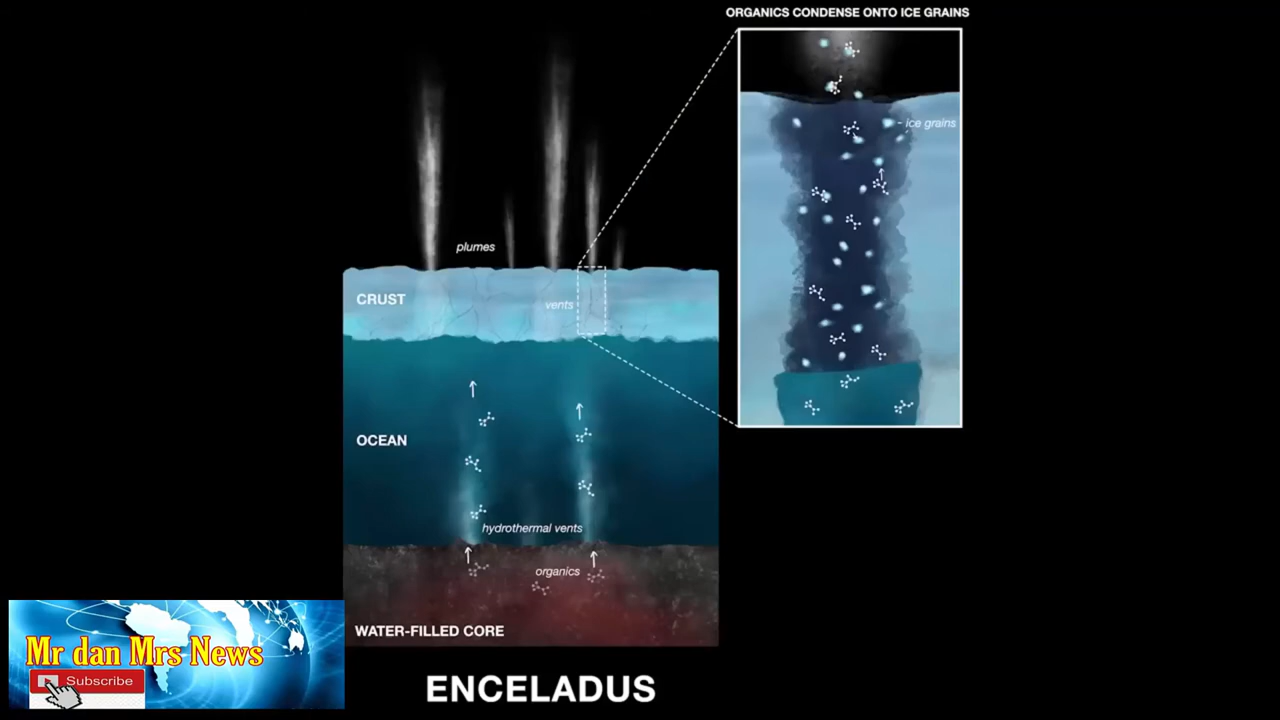 ORGANICS CONDENSE ONTO ICE GRAINS
ice grains
plumes
CRUST
vents
OCEAN
hydrothermal vents
organics
WATER-FILLED CORE
Mr dan Mrs News
Subscribe
ENCELADUS